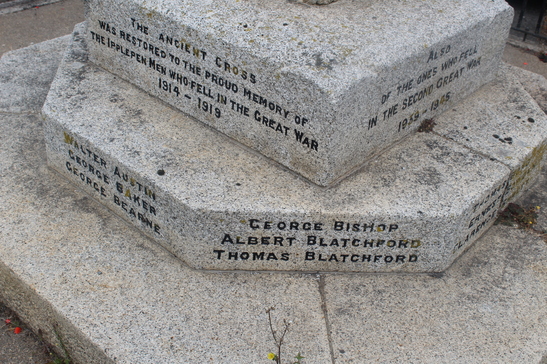 THE ANCIENT CROSS
WAS RESTORED TO THE PROUD MEMORY OF
THE IPPLEPEN MEN WHO FELL IN THE GREAT WAR
1914 - 1919
ALSO
OF THE ONES WHO FELL
IN THE SECOND GREAT WAR
1939 - 1945
WALTER AUSTIN
GEORGE BAKER
GEORGE BEARNE
GEORGE BISHOP
ALBERT BLATCHFORD
THOMAS BLATCHFORD